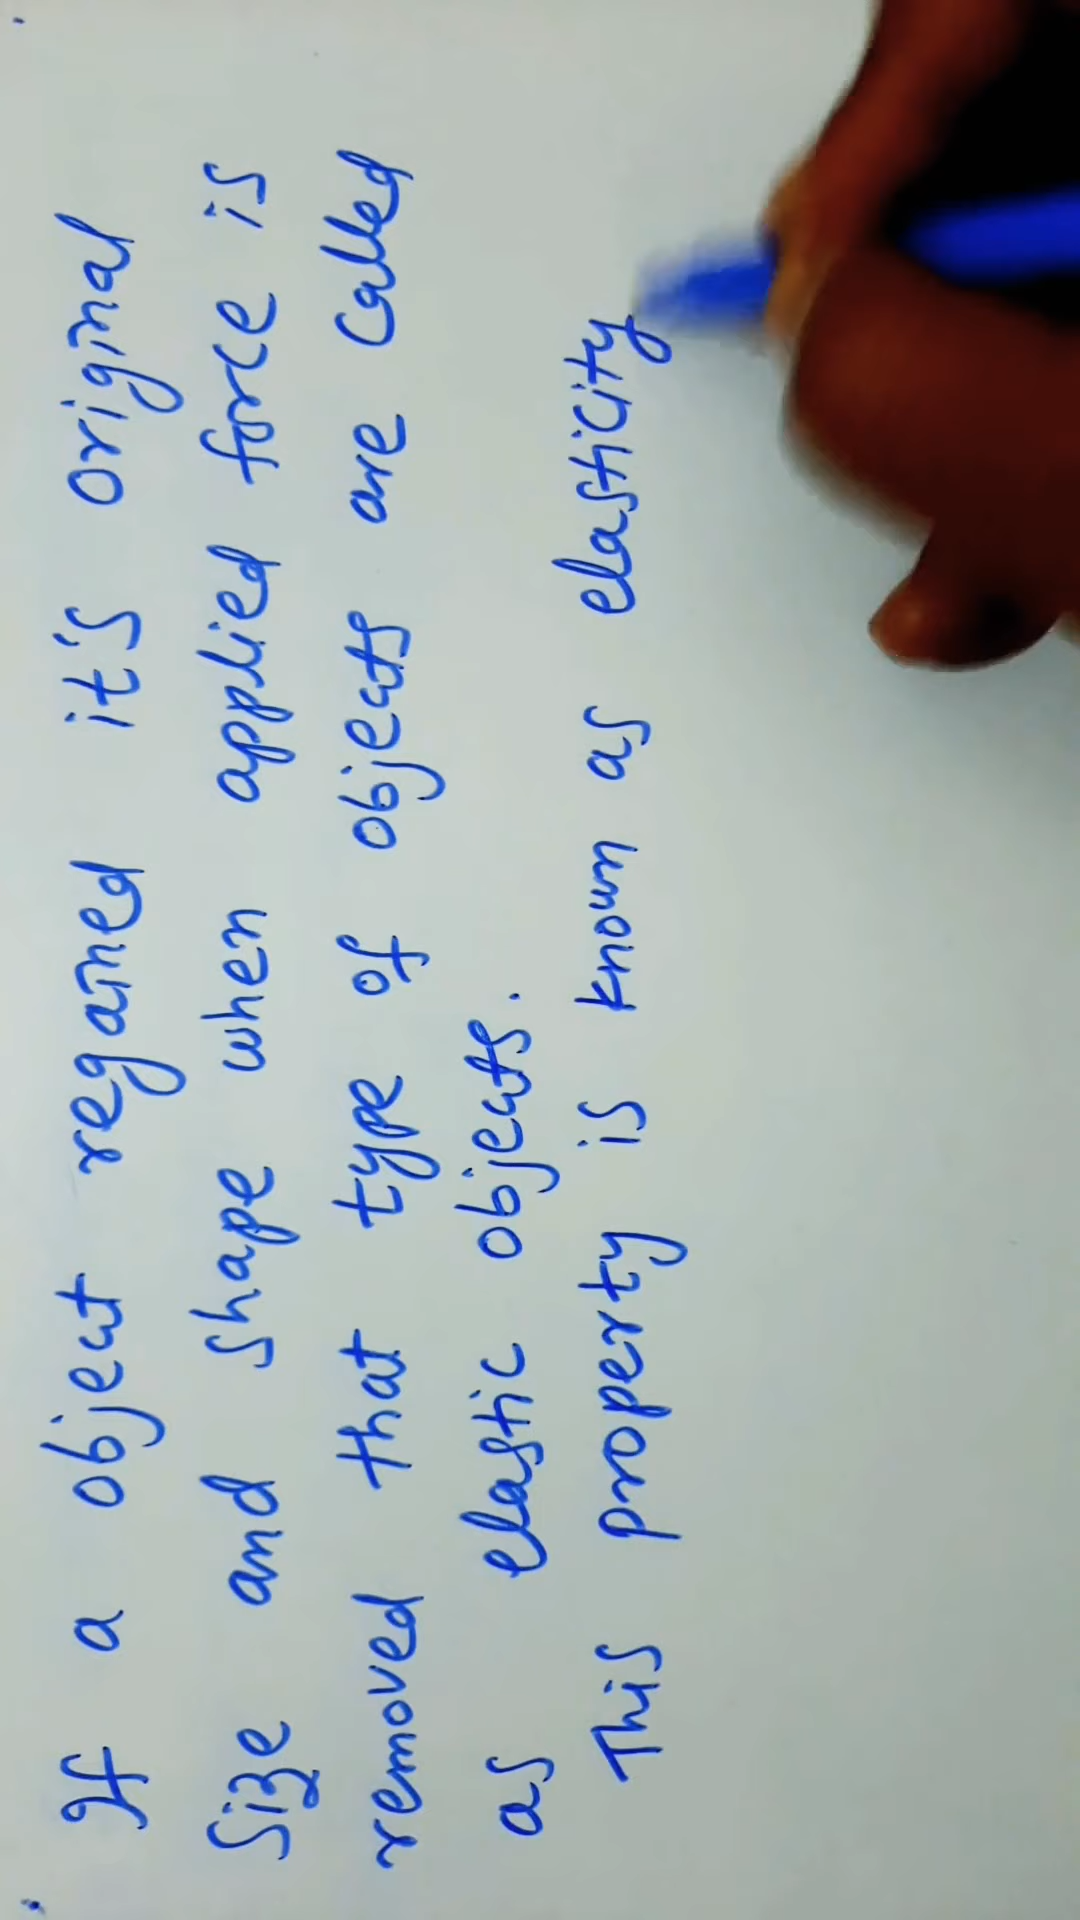 If a object regained it's original
Size and shape when applied force is
removed that type of objects are called
as elastic objects.
This property is known as elasticity